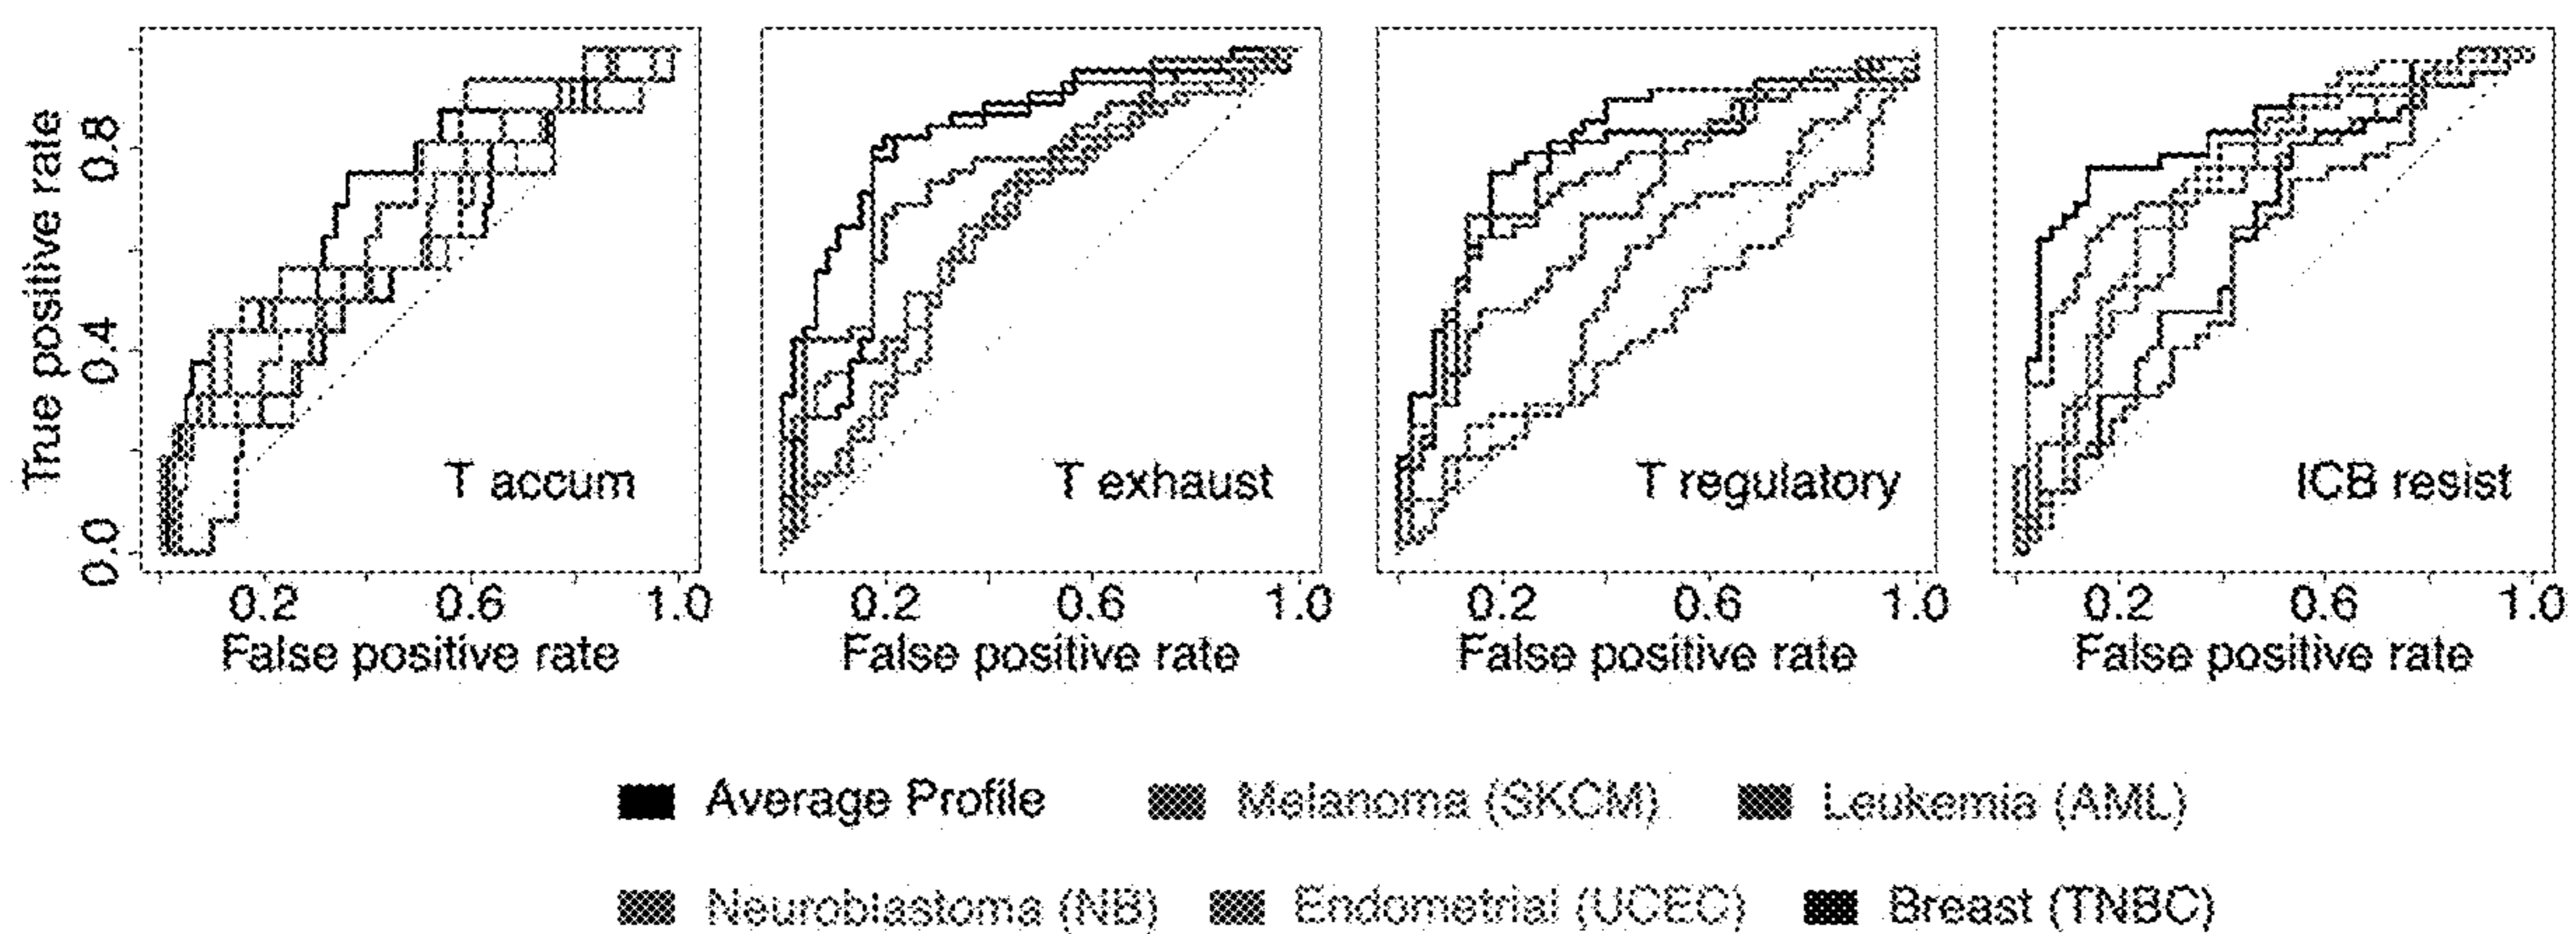 True positive rate
0.8
0.4
0.0
T accum
T exhaust
T regulatory
ICB resist
0.2 0.6 1.0 0.2 0.6 1.0 0.2 0.6 1.0 0.2 0.6 1.0
False positive rate False positive rate False positive rate False positive rate
Average Profile Melanoma (SKCM) Leukemia (AML)
Neuroblastoma (NB) Endometrial (UCEC) Breast (TNBC)